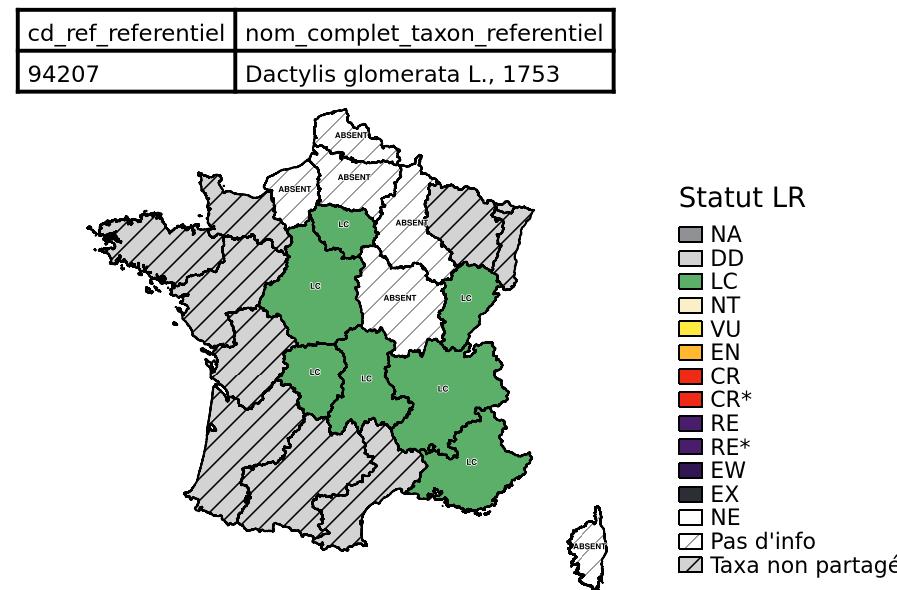 cd_ref_referentiel nom_complet_taxon_referentiel
94207 Dactylis glomerata L., 1753
ABSENT
ABSENT
ABSENT
ABSENT
LC
LC
ABSENT
LC
LC
LC
LC
LC
ABSENT
Statut LR
NA
DD
LC
NT
VU
EN
CR
CR*
RE
RE*
EW
EX
NE
Pas d'info
Taxa non partagé